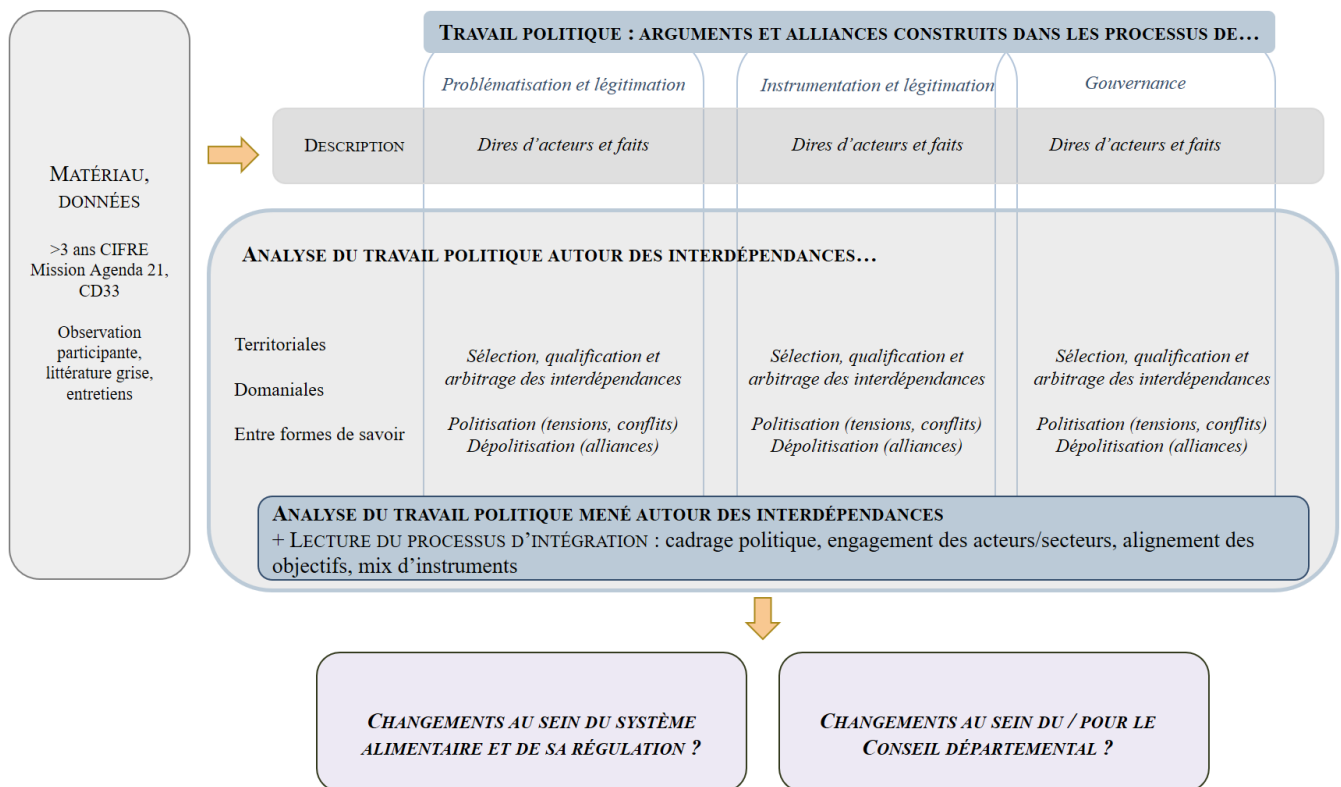 MATÉRIAU,
DONNÉES
>3 ans CIFRE
Mission Agenda 21,
CD33
Observation
participante,
littérature grise,
entretiens
TRAVAIL POLITIQUE : ARGUMENTS ET ALLIANCES CONSTRUITS DANS LES PROCESSUS DE…
Problématisation et légitimation
Instrumentation et légitimation
Gouvernance
DESCRIPTION
Dires d’acteurs et faits
Dires d’acteurs et faits
Dires d’acteurs et faits
ANALYSE DU TRAVAIL POLITIQUE AUTOUR DES INTERDÉPENDANCES…
Territoriales
Domaniales
Entre formes de savoir
Sélection, qualification et
arbitrage des interdépendances
Politisation (tensions, conflits)
Dépolitisation (alliances)
Sélection, qualification et
arbitrage des interdépendances
Politisation (tensions, conflits)
Dépolitisation (alliances)
Sélection, qualification et
arbitrage des interdépendances
Politisation (tensions, conflits)
Dépolitisation (alliances)
ANALYSE DU TRAVAIL POLITIQUE MENÉ AUTOUR DES INTERDÉPENDANCES
+ LECTURE DU PROCESSUS D’INTÉGRATION : cadrage politique, engagement des acteurs/secteurs, alignement des
objectifs, mix d’instruments
CHANGEMENTS AU SEIN DU SYSTÈME
ALIMENTAIRE ET DE SA RÉGULATION ?
CHANGEMENTS AU SEIN DU / POUR LE
CONSEIL DÉPARTEMENTAL ?